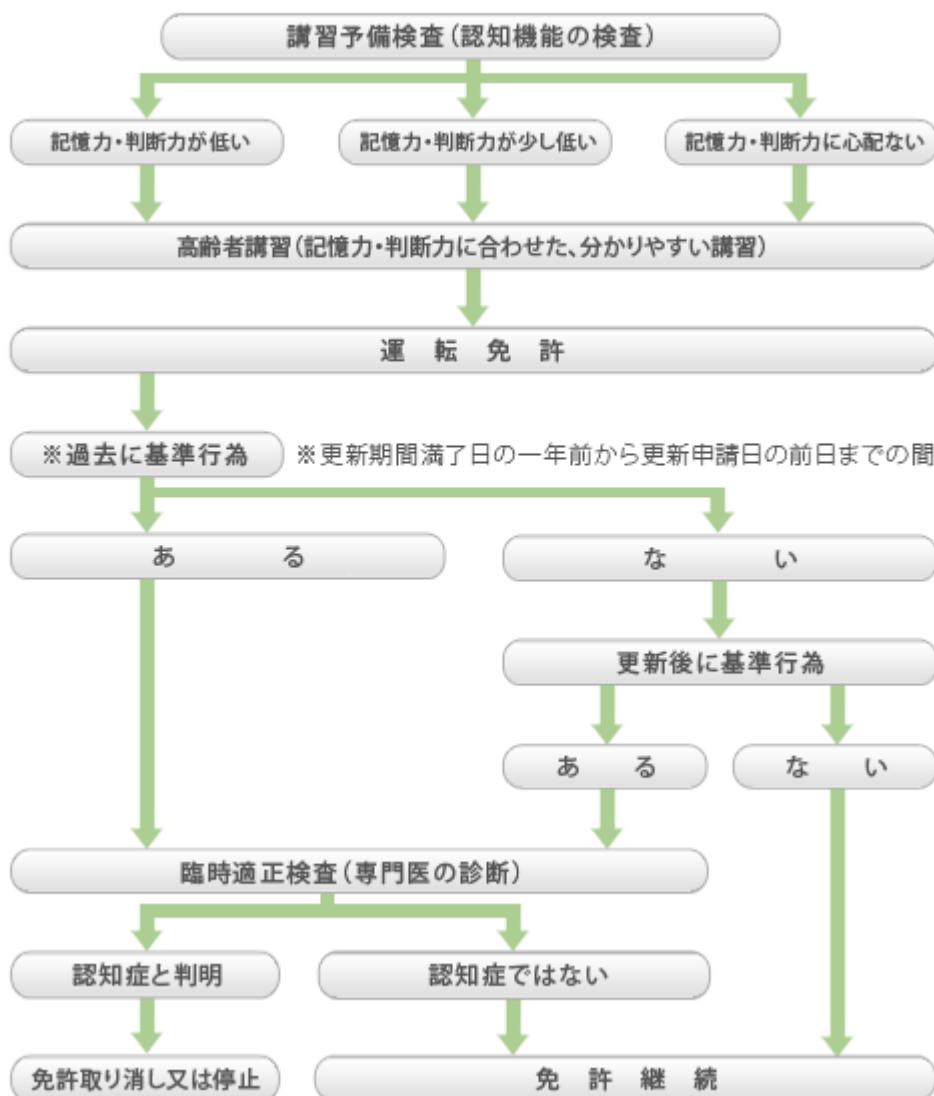 講習予備検査(認知機能の検査)
記憶力・判断力が低い
記憶力・判断力が少し低い
記憶力・判断力に心配ない
高齢者講習(記憶力・判断力に合わせた、分かりやすい講習)
運転免許
※過去に基準行為
※更新期間満了日の一年前から更新申請日の前日までの間
ある
ない
更新後に基準行為
ある
ない
臨時適正検査(専門医の診断)
認知症と判明
認知症ではない
免許取り消し又は停止
免許継続